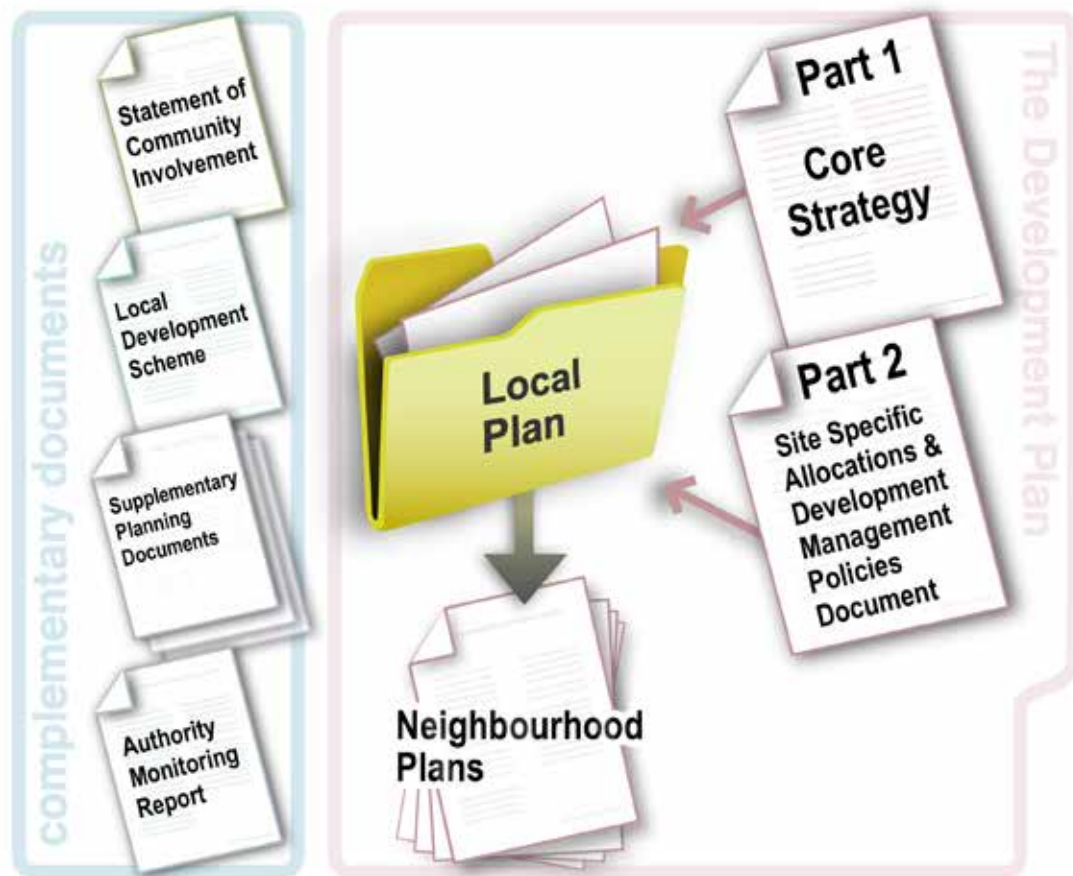 complementary documents
Statement of
Community
Involvement
Local
Development
Scheme
Supplementary
Planning
Documents
Authority
Monitoring
Report
The Development Plan
Part 1
Core
Strategy
Part 2
Site Specific
Allocations &
Development
Management
Policies
Document
Local
Plan
Neighbourhood
Plans